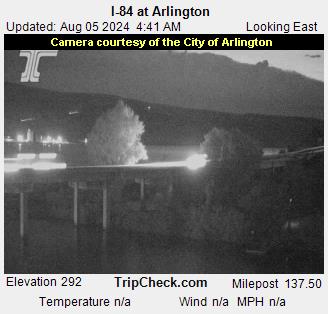 I-84 at Arlington
Updated: Aug 05 2024 4:41 AM Looking East
Camera courtesy of the City of Arlington
Elevation 292 TripCheck.com Milepost 137.50
Temperature n/a Wind n/a MPH n/a